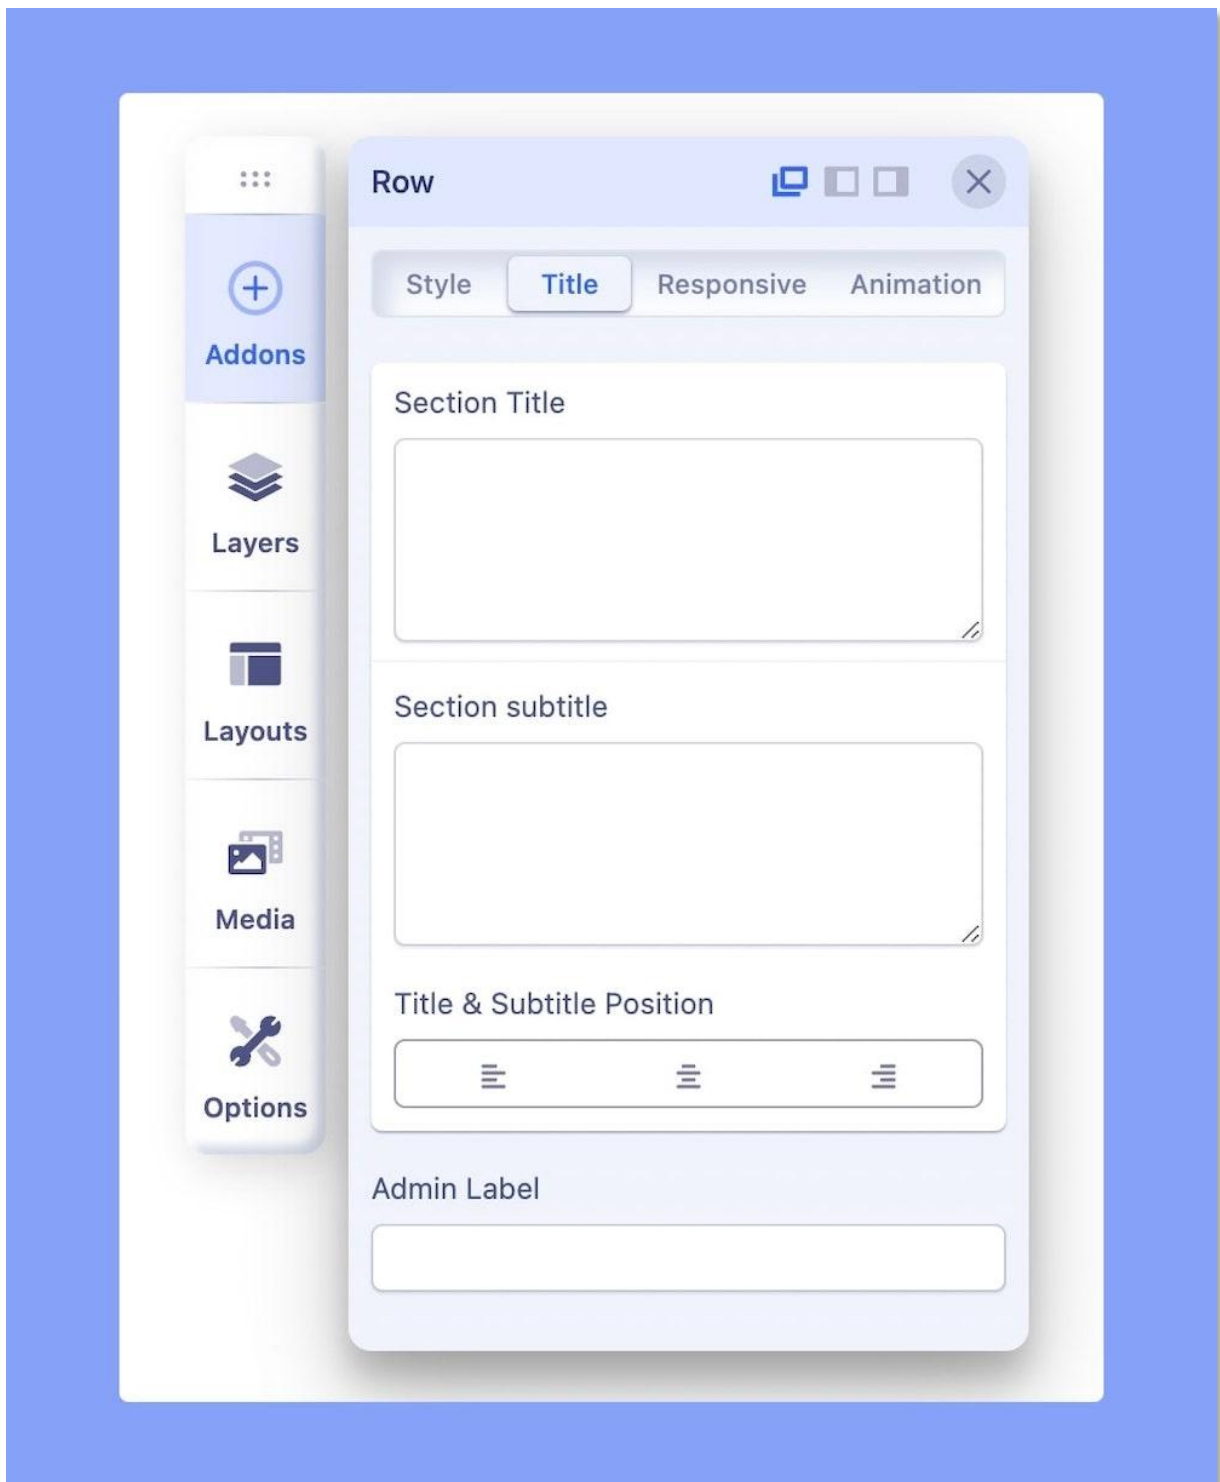 Row
Style Title Responsive Animation
Addons
Layers
Layouts
Media
Options
Section Title
Section subtitle
Title & Subtitle Position
Admin Label